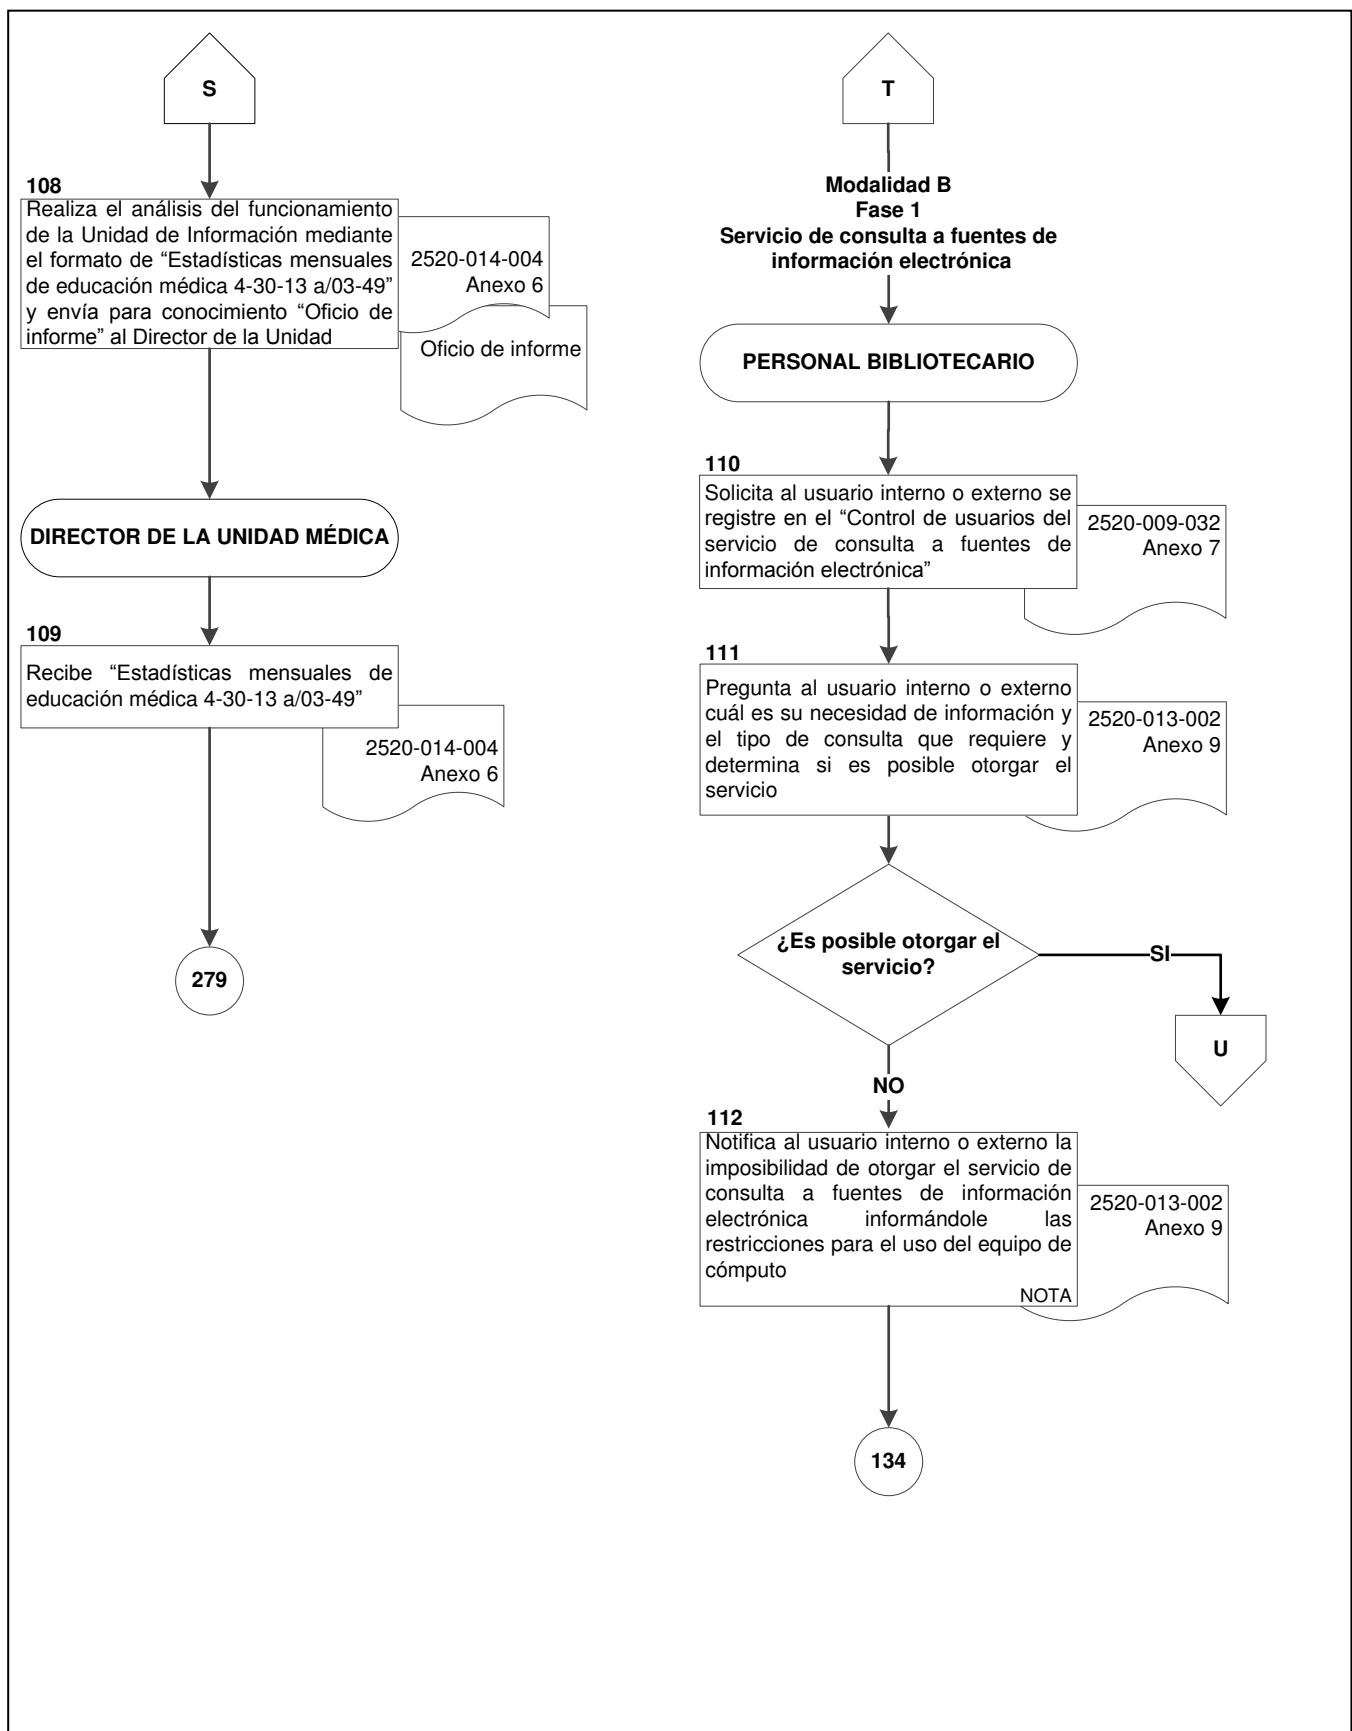 S
108
Realiza el análisis del funcionamiento
de la Unidad de Información mediante
el formato de “Estadísticas mensuales
de educación médica 4-30-13 a/03-49”
y envía para conocimiento “Oficio de
informe” al Director de la Unidad
2520-014-004
Anexo 6
Oficio de informe
DIRECTOR DE LA UNIDAD MÉDICA
109
Recibe “Estadísticas mensuales de
educación médica 4-30-13 a/03-49”
2520-014-004
Anexo 6
279
T
Modalidad B
Fase 1
Servicio de consulta a fuentes de
información electrónica
PERSONAL BIBLIOTECARIO
110
Solicita al usuario interno o externo se
registre en el “Control de usuarios del
servicio de consulta a fuentes de
información electrónica”
2520-009-032
Anexo 7
111
Pregunta al usuario interno o externo
cuál es su necesidad de información y
el tipo de consulta que requiere y
determina si es posible otorgar el
servicio
2520-013-002
Anexo 9
¿Es posible otorgar el
servicio?
SI
U
NO
112
Notifica al usuario interno o externo la
imposibilidad de otorgar el servicio de
consulta a fuentes de información
electrónica informándole las
restricciones para el uso del equipo de
cómputo
NOTA
2520-013-002
Anexo 9
134